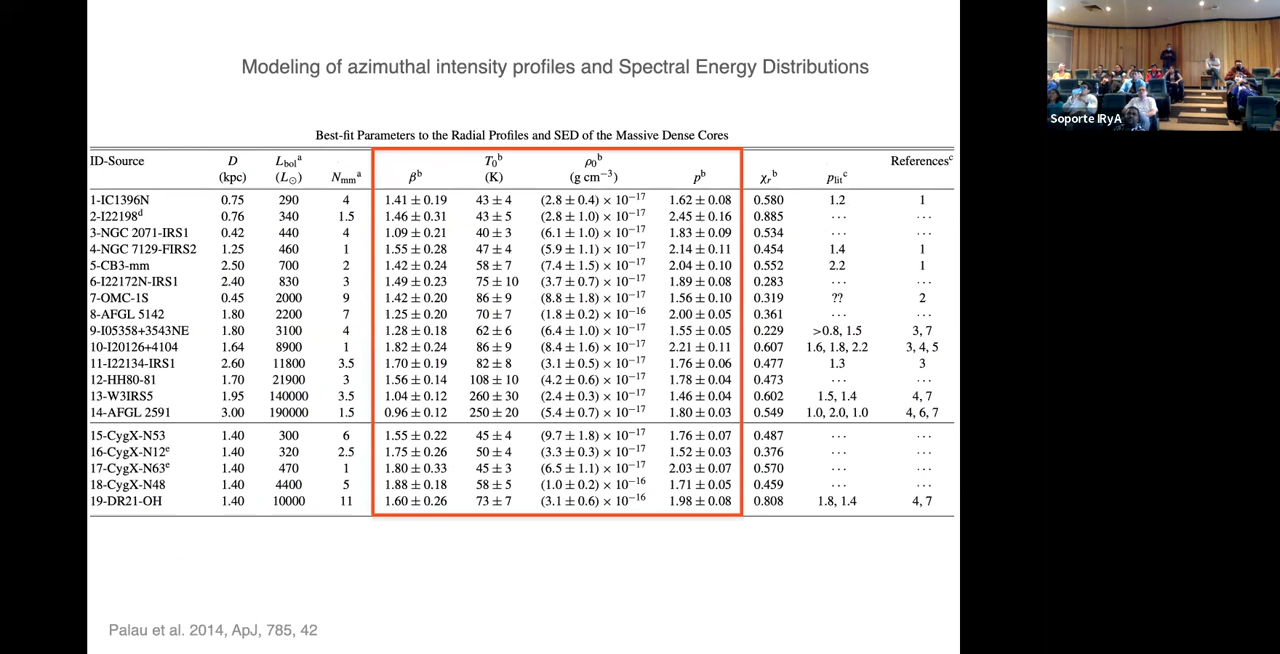 Modeling of azimuthal intensity profiles and Spectral Energy Distributions
Soporte IRyA
Best-fit Parameters to the Radial Profiles and SED of the Massive Dense Cores
ID-Source D Lbolᵃ Nmmᵃ βᵇ T₀ᵇ ρ₀ᵇ pᵇ χᵣᵇ plitᶜ Referencesᶜ
(kpc) (L⊙) (K) (g cm⁻³)
1-IC1396N 0.75 290 4 1.41 ± 0.19 43 ± 4 (2.8 ± 0.4) × 10⁻¹⁷ 1.62 ± 0.08 0.580 1.2 1
2-I22198ᵈ 0.76 340 1.5 1.46 ± 0.31 43 ± 5 (2.8 ± 1.0) × 10⁻¹⁷ 2.45 ± 0.16 0.885 ··· ···
3-NGC 2071-IRS1 0.42 440 4 1.09 ± 0.21 40 ± 3 (6.1 ± 1.0) × 10⁻¹⁷ 1.83 ± 0.09 0.534 ··· ···
4-NGC 7129-FIRS2 1.25 460 1 1.55 ± 0.28 47 ± 4 (5.9 ± 1.1) × 10⁻¹⁷ 2.14 ± 0.11 0.454 1.4 1
5-CB3-mm 2.50 700 2 1.42 ± 0.24 58 ± 7 (7.4 ± 1.5) × 10⁻¹⁷ 2.04 ± 0.10 0.552 2.2 1
6-I22172N-IRS1 2.40 830 3 1.49 ± 0.23 75 ± 10 (3.7 ± 0.7) × 10⁻¹⁷ 1.89 ± 0.08 0.283 ··· ···
7-OMC-1S 0.45 2000 9 1.42 ± 0.20 86 ± 9 (8.8 ± 1.8) × 10⁻¹⁷ 1.56 ± 0.10 0.319 ?? 2
8-AFGL 5142 1.80 2200 7 1.25 ± 0.20 70 ± 7 (1.8 ± 0.2) × 10⁻¹⁶ 2.00 ± 0.05 0.361 ··· ···
9-I05358+3543NE 1.80 3100 4 1.28 ± 0.18 62 ± 6 (6.4 ± 1.0) × 10⁻¹⁷ 1.55 ± 0.05 0.229 >0.8, 1.5 3, 7
10-I20126+4104 1.64 8900 1 1.82 ± 0.24 86 ± 9 (8.4 ± 1.6) × 10⁻¹⁷ 2.21 ± 0.11 0.607 1.6, 1.8, 2.2 3, 4, 5
11-I22134-IRS1 2.60 11800 3.5 1.70 ± 0.19 82 ± 8 (3.1 ± 0.5) × 10⁻¹⁷ 1.76 ± 0.06 0.477 1.3 3
12-HH80-81 1.70 21900 3 1.56 ± 0.14 108 ± 10 (4.2 ± 0.6) × 10⁻¹⁷ 1.78 ± 0.04 0.473 ··· ···
13-W3IRS5 1.95 140000 3.5 1.04 ± 0.12 260 ± 30 (2.4 ± 0.3) × 10⁻¹⁷ 1.46 ± 0.04 0.602 1.5, 1.4 4, 7
14-AFGL 2591 3.00 190000 1.5 0.96 ± 0.12 250 ± 20 (5.4 ± 0.7) × 10⁻¹⁷ 1.80 ± 0.03 0.549 1.0, 2.0, 1.0 4, 6, 7
15-CygX-N53 1.40 300 6 1.55 ± 0.22 45 ± 4 (9.7 ± 1.8) × 10⁻¹⁷ 1.76 ± 0.07 0.487 ··· ···
16-CygX-N12ᵉ 1.40 320 2.5 1.75 ± 0.26 50 ± 4 (3.3 ± 0.3) × 10⁻¹⁷ 1.52 ± 0.03 0.376 ··· ···
17-CygX-N63ᵉ 1.40 470 1 1.80 ± 0.33 45 ± 3 (6.5 ± 1.1) × 10⁻¹⁷ 2.03 ± 0.07 0.570 ··· ···
18-CygX-N48 1.40 4400 5 1.88 ± 0.18 58 ± 5 (1.0 ± 0.2) × 10⁻¹⁶ 1.71 ± 0.05 0.459 ··· ···
19-DR21-OH 1.40 10000 11 1.60 ± 0.26 73 ± 7 (3.1 ± 0.6) × 10⁻¹⁶ 1.98 ± 0.08 0.808 1.8, 1.4 4, 7
Palau et al. 2014, ApJ, 785, 42